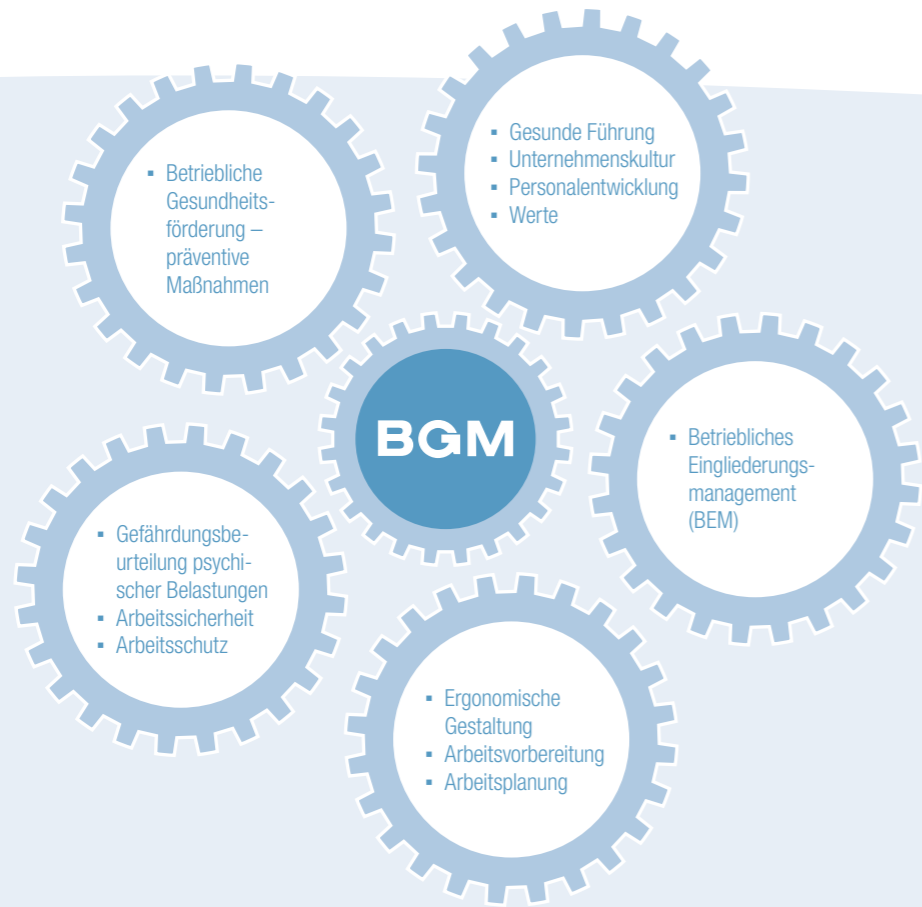 ▪ Betriebliche
Gesundheits-
förderung –
präventive
Maßnahmen
▪ Gesunde Führung
▪ Unternehmenskultur
▪ Personalentwicklung
▪ Werte
BGM
▪ Betriebliches
Eingliederungs-
management
(BEM)
▪ Gefährdungsbe-
urteilung psychi-
scher Belastungen
▪ Arbeitssicherheit
▪ Arbeitsschutz
▪ Ergonomische
Gestaltung
▪ Arbeitsvorbereitung
▪ Arbeitsplanung